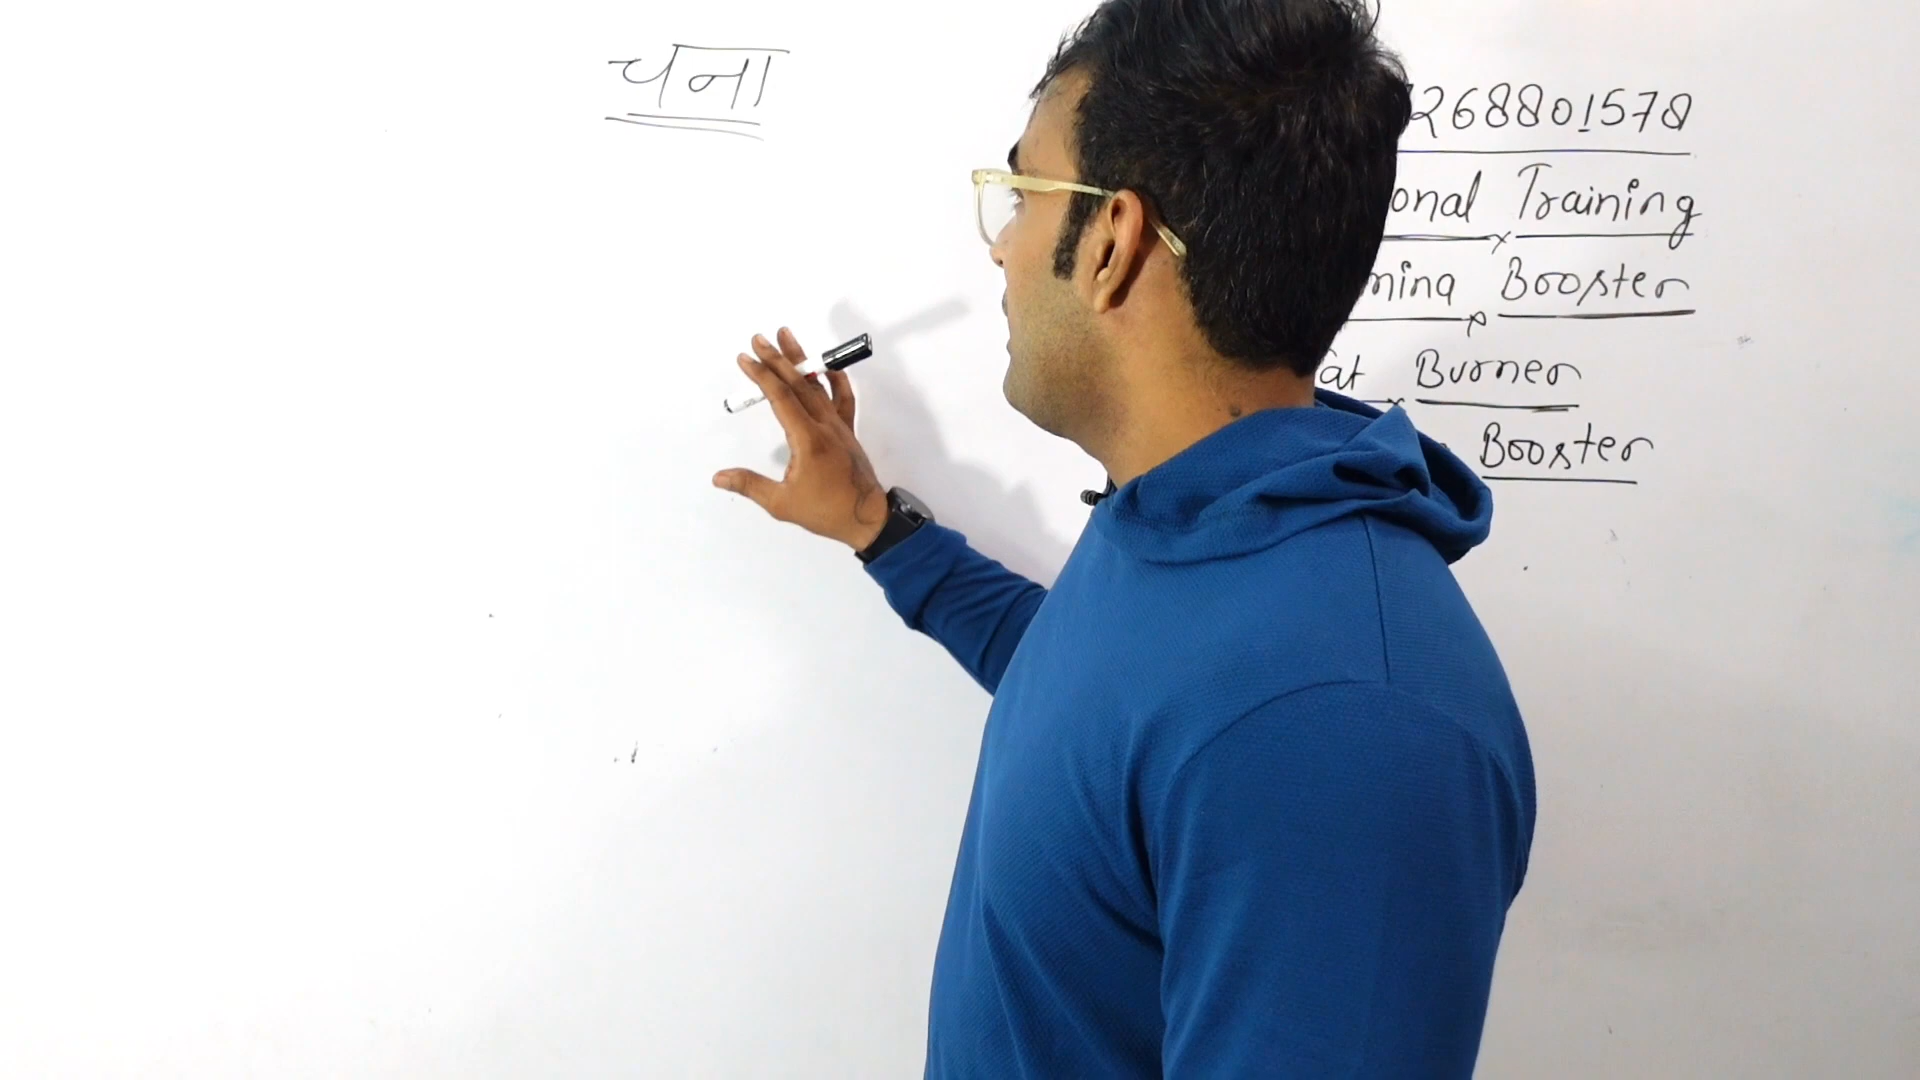 चना
268801578
onal Training
mina Booster
at Burner
Booster